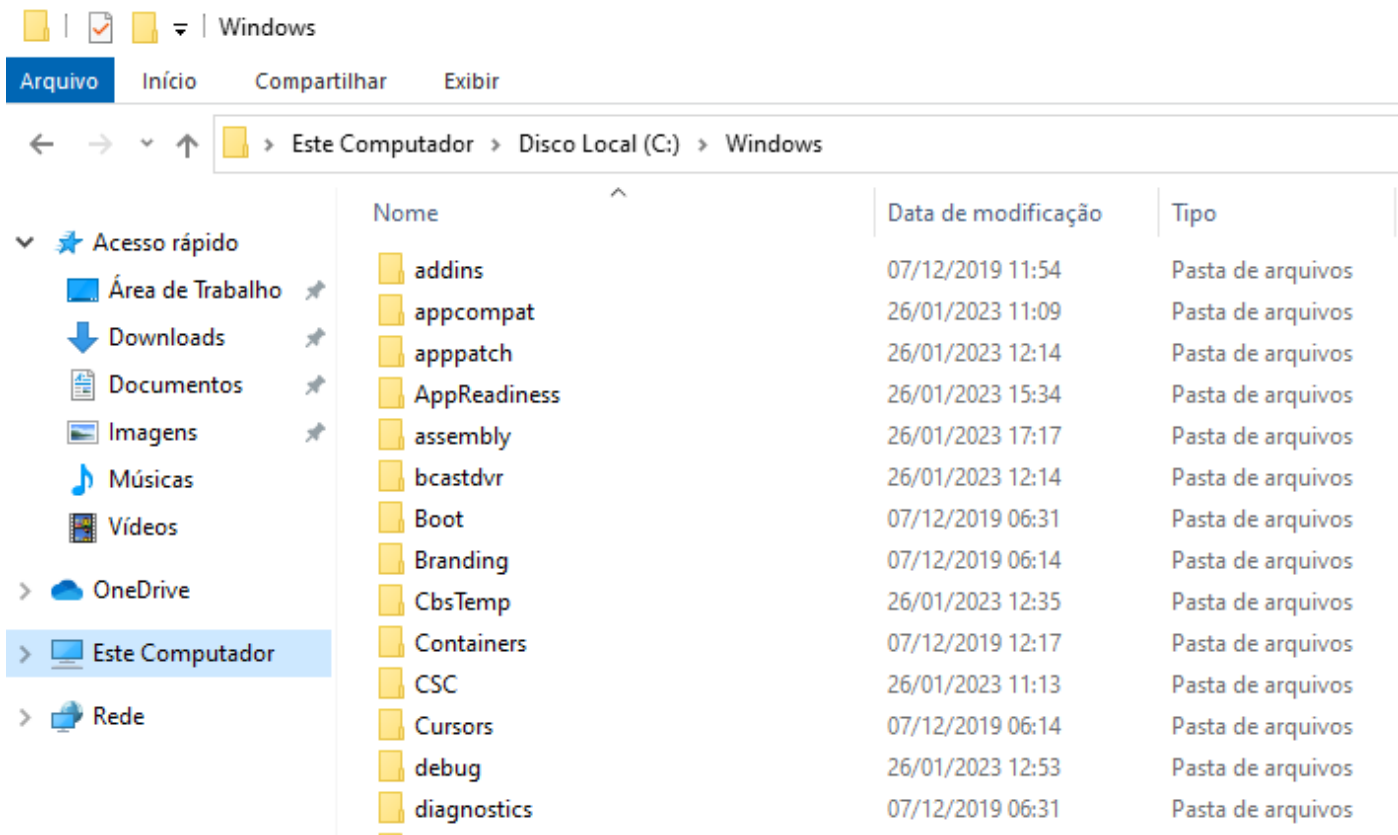 Windows
Arquivo Início Compartilhar Exibir
Este Computador Disco Local (C:) Windows
Nome Data de modificação Tipo
Acesso rápido
Área de Trabalho
Downloads
Documentos
Imagens
Músicas
Vídeos
OneDrive
Este Computador
Rede
addins 07/12/2019 11:54 Pasta de arquivos
appcompat 26/01/2023 11:09 Pasta de arquivos
apppatch 26/01/2023 12:14 Pasta de arquivos
AppReadiness 26/01/2023 15:34 Pasta de arquivos
assembly 26/01/2023 17:17 Pasta de arquivos
bcastdvr 26/01/2023 12:14 Pasta de arquivos
Boot 07/12/2019 06:31 Pasta de arquivos
Branding 07/12/2019 06:14 Pasta de arquivos
CbsTemp 26/01/2023 12:35 Pasta de arquivos
Containers 07/12/2019 12:17 Pasta de arquivos
CSC 26/01/2023 11:13 Pasta de arquivos
Cursors 07/12/2019 06:14 Pasta de arquivos
debug 26/01/2023 12:53 Pasta de arquivos
diagnostics 07/12/2019 06:31 Pasta de arquivos